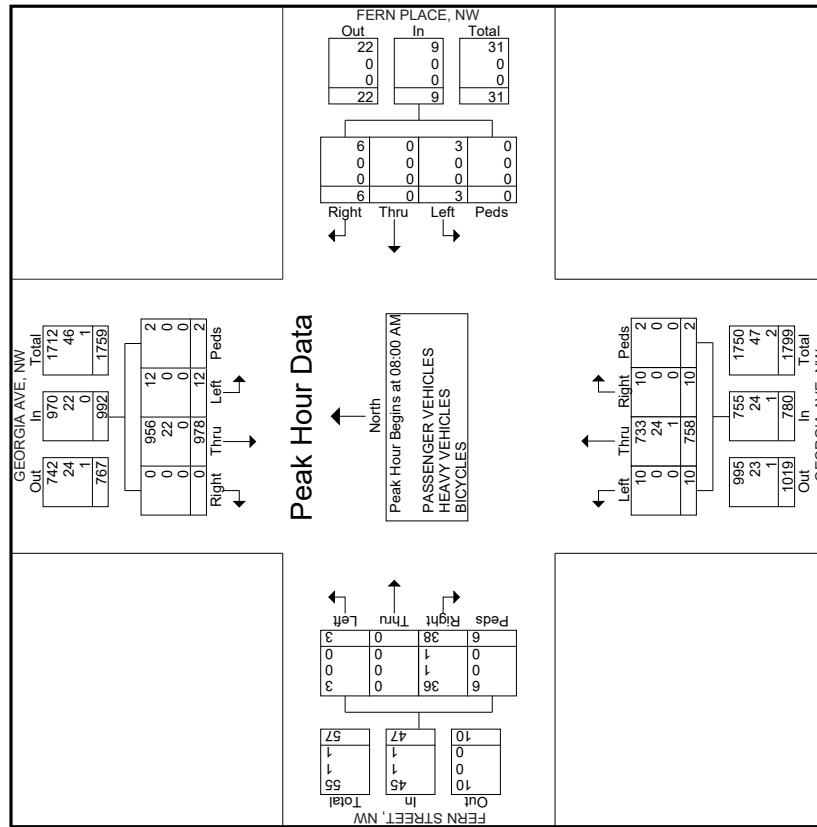 FERN PLACE, NW
Out In Total
22 9 31
0 0 0
0 0 0
22 9 31
6 0 3 0
0 0 0 0
0 0 0 0
6 0 3 0
Right Thru Left Peds
GEORGIA AVE, NW
Out In Total
742 970 1712
24 22 46
1 0 1
767 992 1759
0 956 12 2
0 22 0 0
0 0 0 0
0 978 12 2
Right Thru Left Peds
Peak Hour Data
North
Peak Hour Begins at 08:00 AM
PASSENGER VEHICLES
HEAVY VEHICLES
BICYCLES
Left Thru Right Peds
10 733 10 2
0 24 0 0
0 1 0 0
10 758 10 2
Out In Total
995 755 1750
23 24 47
1 1 2
1019 780 1799
GEORGIA AVE, NW
Peds Right Thru Left
6 38 0 3
0 1 0 0
0 1 0 0
6 36 0 3
10 47 57
0 1 1
0 1 1
10 45 55
Out In Total
FERN STREET, NW